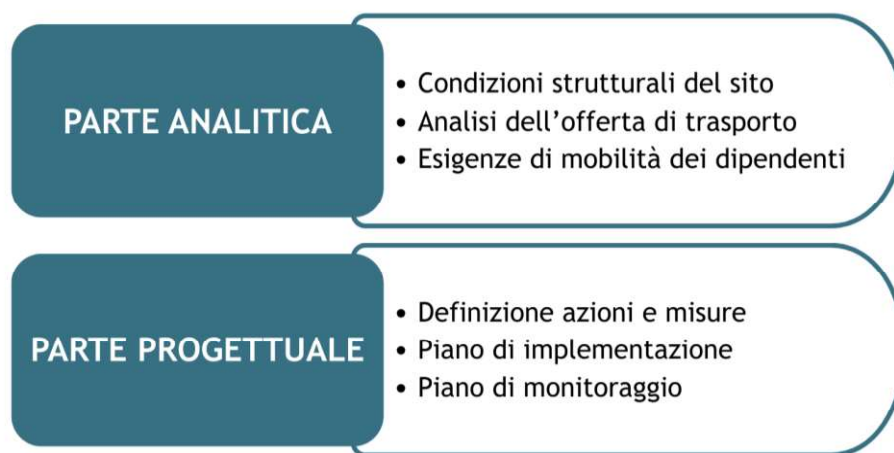 PARTE ANALITICA
• Condizioni strutturali del sito
• Analisi dell’offerta di trasporto
• Esigenze di mobilità dei dipendenti
PARTE PROGETTUALE
• Definizione azioni e misure
• Piano di implementazione
• Piano di monitoraggio